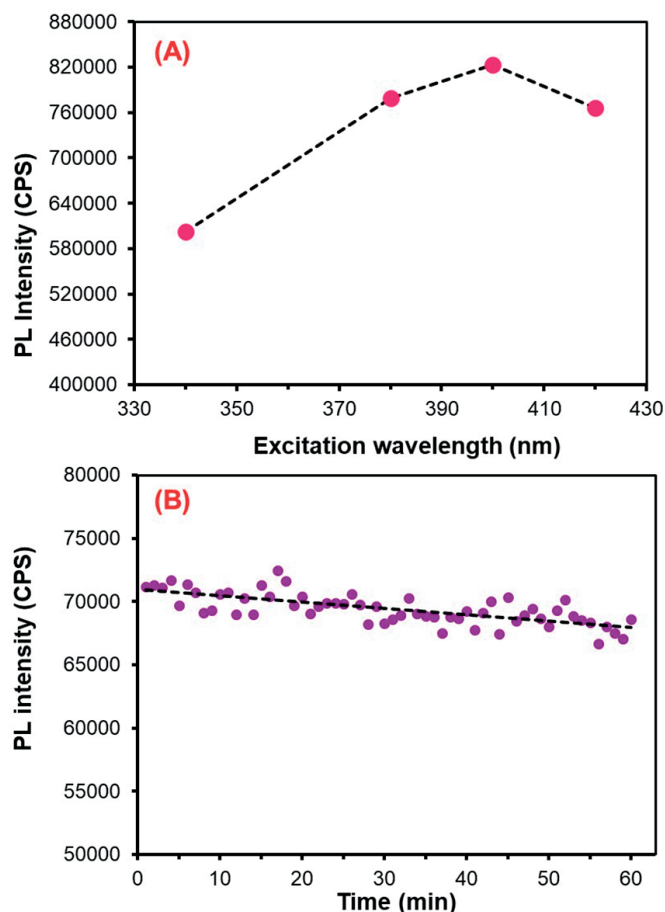 (A)
PL Intensity (CPS)
880000
820000
760000
700000
640000
580000
520000
460000
400000
330 350 370 390 410 430
Excitation wavelength (nm)
(B)
PL intensity (CPS)
80000
75000
70000
65000
60000
55000
50000
0 10 20 30 40 50 60
Time (min)